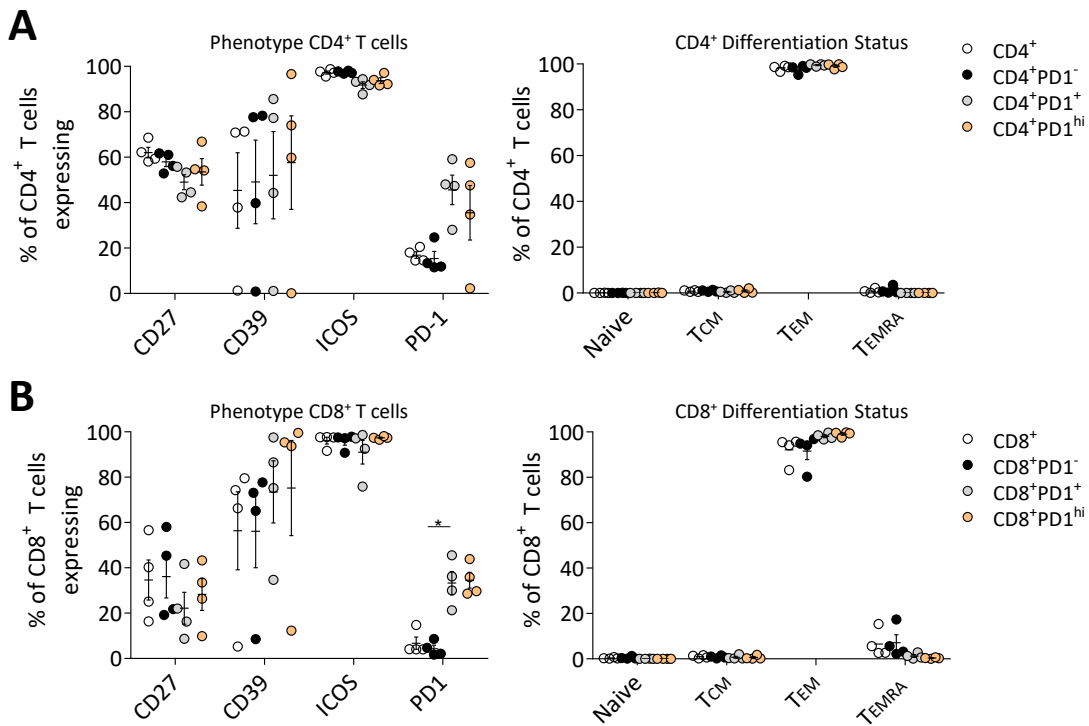 A
Phenotype CD4⁺ T cells
% of CD4⁺ T cells
expressing
100
80
60
40
20
0
CD27
CD39
ICOS
PD-1
CD4⁺ Differentiation Status
% of CD4⁺ T cells
100
80
60
40
20
0
Naive
TCM
TEM
TEMRA
CD4⁺
CD4⁺PD1⁻
CD4⁺PD1⁺
CD4⁺PD1ʰⁱ
B
Phenotype CD8⁺ T cells
% of CD8⁺ T cells
expressing
100
80
60
40
20
0
*
CD27
CD39
ICOS
PD1
CD8⁺ Differentiation Status
% of CD8⁺ T cells
100
80
60
40
20
0
Naive
TCM
TEM
TEMRA
CD8⁺
CD8⁺PD1⁻
CD8⁺PD1⁺
CD8⁺PD1ʰⁱ